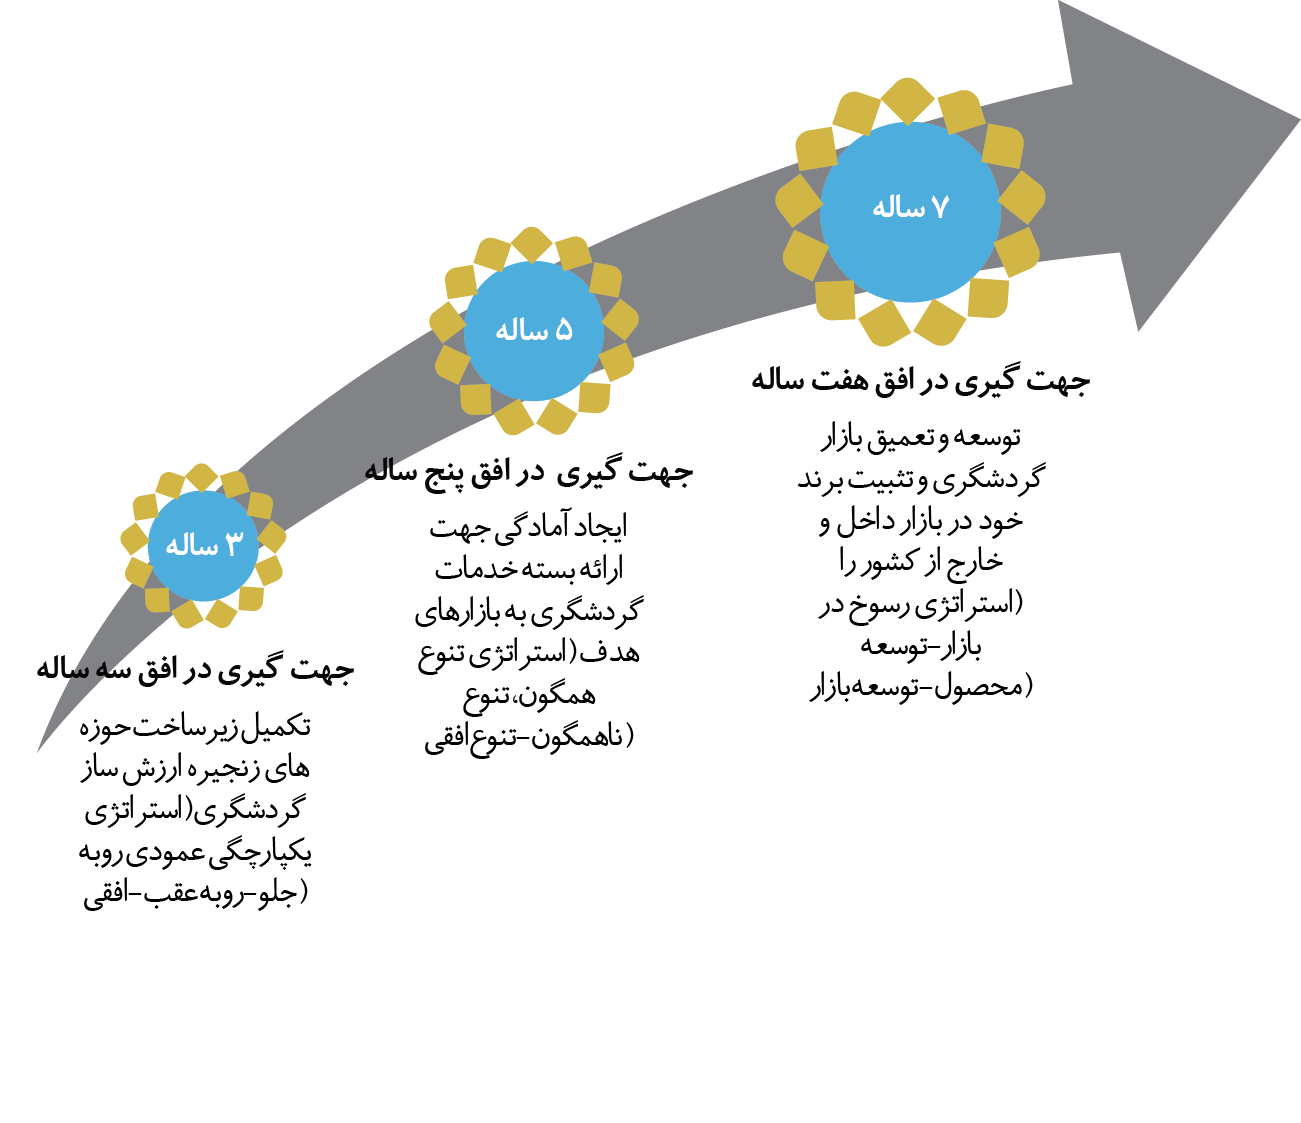 ۷ ساله
جهت گیری در افق هفت ساله
توسعه و تعمیق بازار
گردشگری و تثبیت برند
خود در بازار داخل و
خارج از کشور را
(استراتژی رسوخ در
بازار-توسعه
محصول-توسعه‌بازار)
۵ ساله
جهت گیری در افق پنج ساله
ایجاد آمادگی جهت
ارائه بسته خدمات
گردشگری به بازارهای
هدف(استراتژی تنوع
همگون،تنوع
ناهمگون-تنوع‌افقی)
۳ ساله
جهت گیری در افق سه ساله
تکمیل زیرساخت حوزه
های زنجیره ارزش ساز
گردشگری(استراتژی
یکپارچگی عمودی روبه
جلو-روبه‌عقب-افقی)